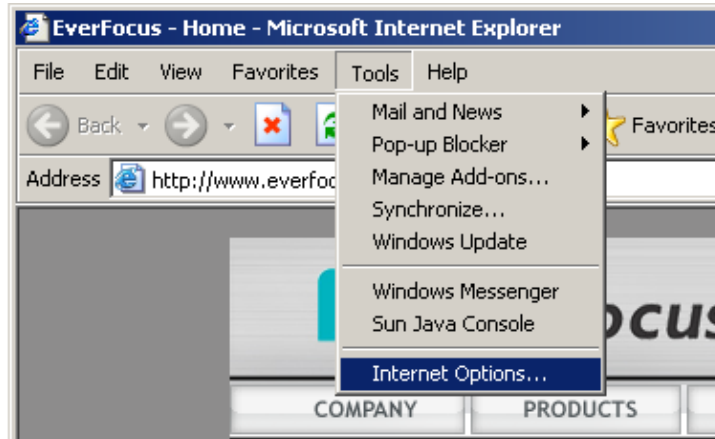 EverFocus - Home - Microsoft Internet Explorer
File Edit View Favorites Tools Help
Back Favorites
Address http://www.everfoc
Mail and News
Pop-up Blocker
Manage Add-ons...
Synchronize...
Windows Update
Windows Messenger
Sun Java Console
Internet Options...
ocus
COMPANY PRODUCTS